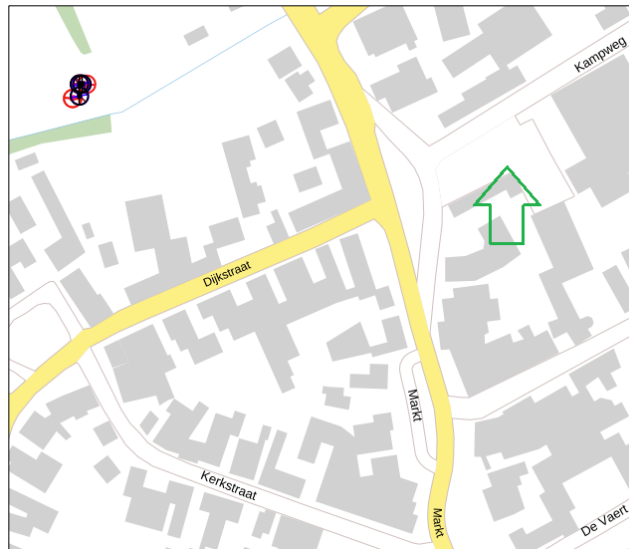 Kampweg
Dijkstraat
Markt
Kerkstraat
Markt
De Vaert